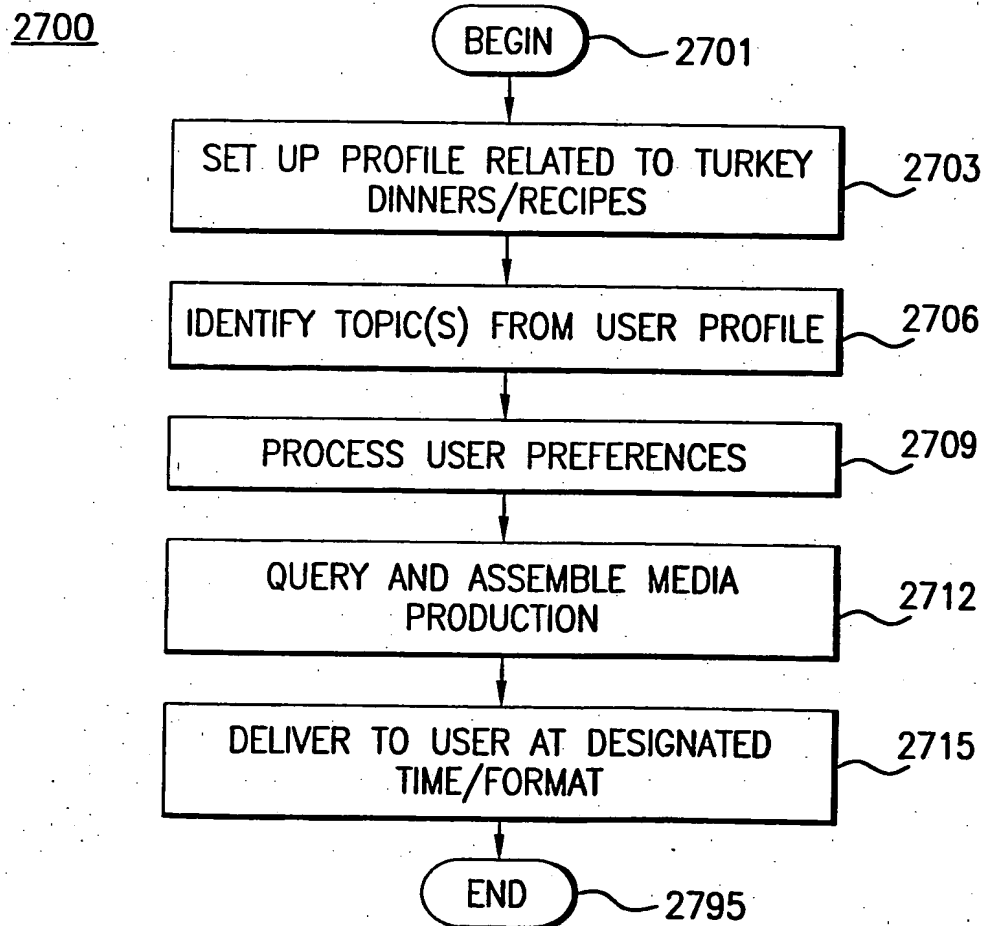 2700
BEGIN
2701
SET UP PROFILE RELATED TO TURKEY
DINNERS/RECIPES
2703
IDENTIFY TOPIC(S) FROM USER PROFILE
2706
PROCESS USER PREFERENCES
2709
QUERY AND ASSEMBLE MEDIA
PRODUCTION
2712
DELIVER TO USER AT DESIGNATED
TIME/FORMAT
2715
END
2795